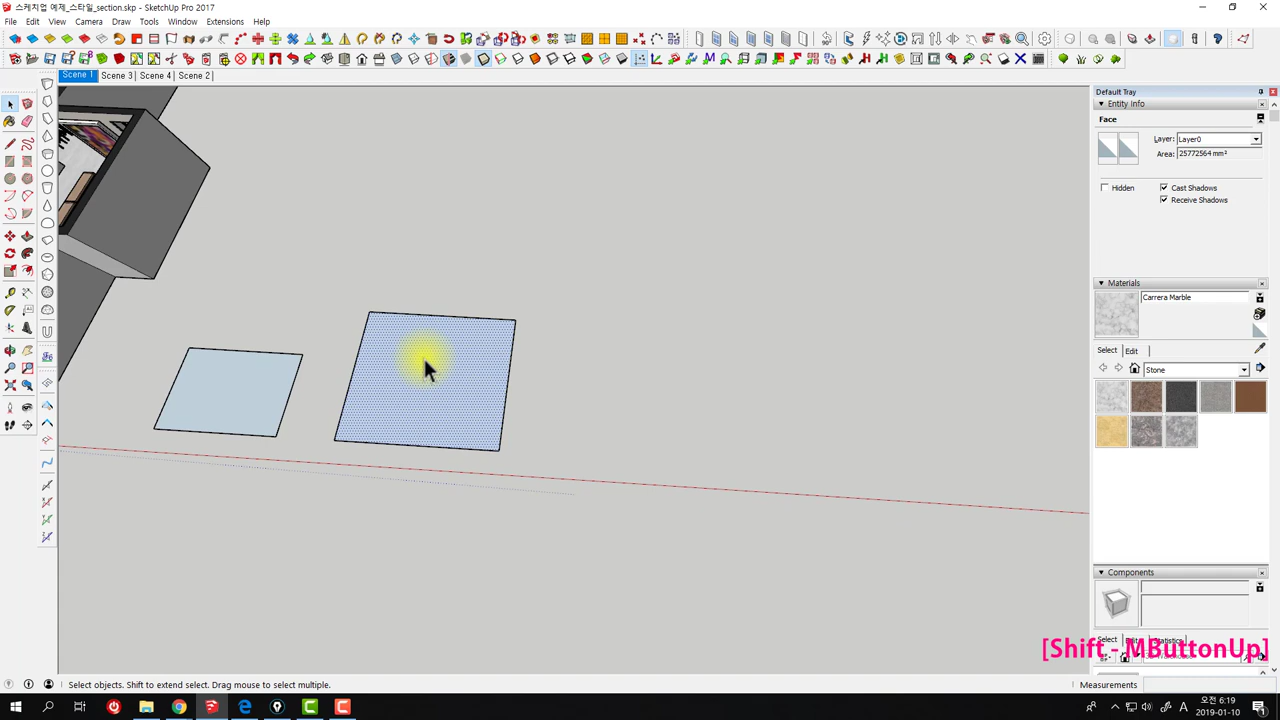 스케치업 예제_스타일_section.skp - SketchUp Pro 2017
File Edit View Camera Draw Tools Window Extensions Help
Scene 1 Scene 3 Scene 4 Scene 2
Default Tray
Entity Info
Face
Layer: Layer0
Area: 25772564 mm²
Hidden Cast Shadows
Receive Shadows
Materials
Carrera Marble
Select Edit
Stone
Components
Select Edit Statistics
[Shift - MButtonUp]
Select objects. Shift to extend select. Drag mouse to select multiple.
Measurements
A 오전 6:19
2019-01-10